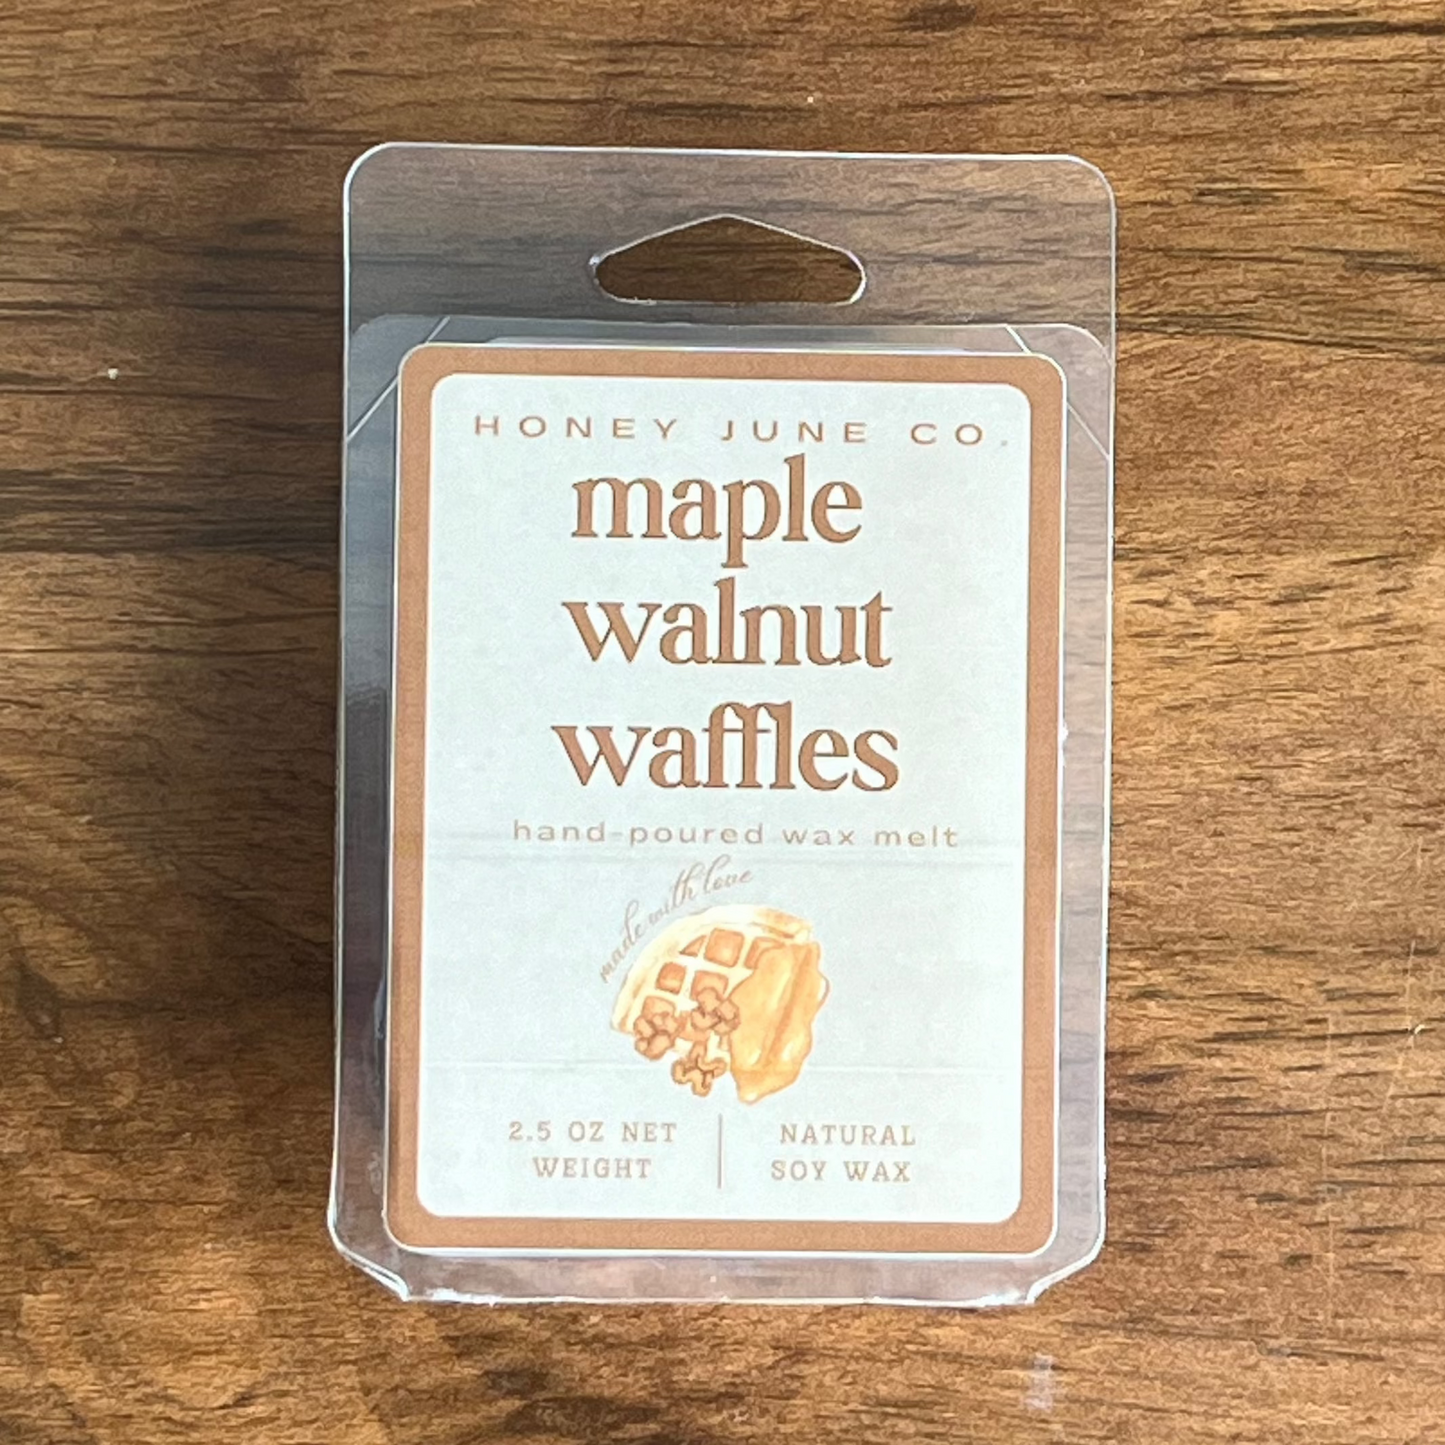 HONEY JUNE CO.
maple
walnut
waffles
hand-poured wax melt
made with love
2.5 OZ NET
WEIGHT
NATURAL
SOY WAX